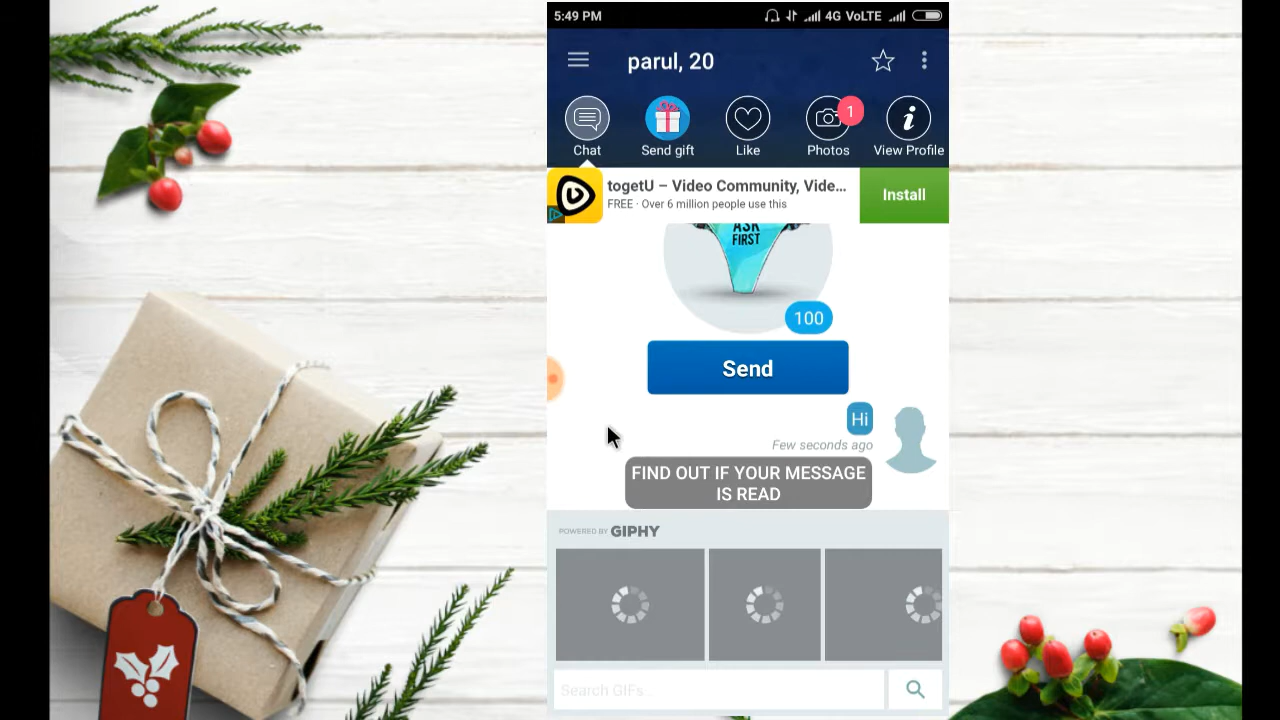 5:49 PM
4G VoLTE
parul, 20
1
Chat
Send gift
Like
Photos
View Profile
togetU – Video Community, Vide...
FREE · Over 6 million people use this
Install
ASK
FIRST
100
Send
Hi
Few seconds ago
FIND OUT IF YOUR MESSAGE
IS READ
POWERED BY GIPHY
Search GIFs..